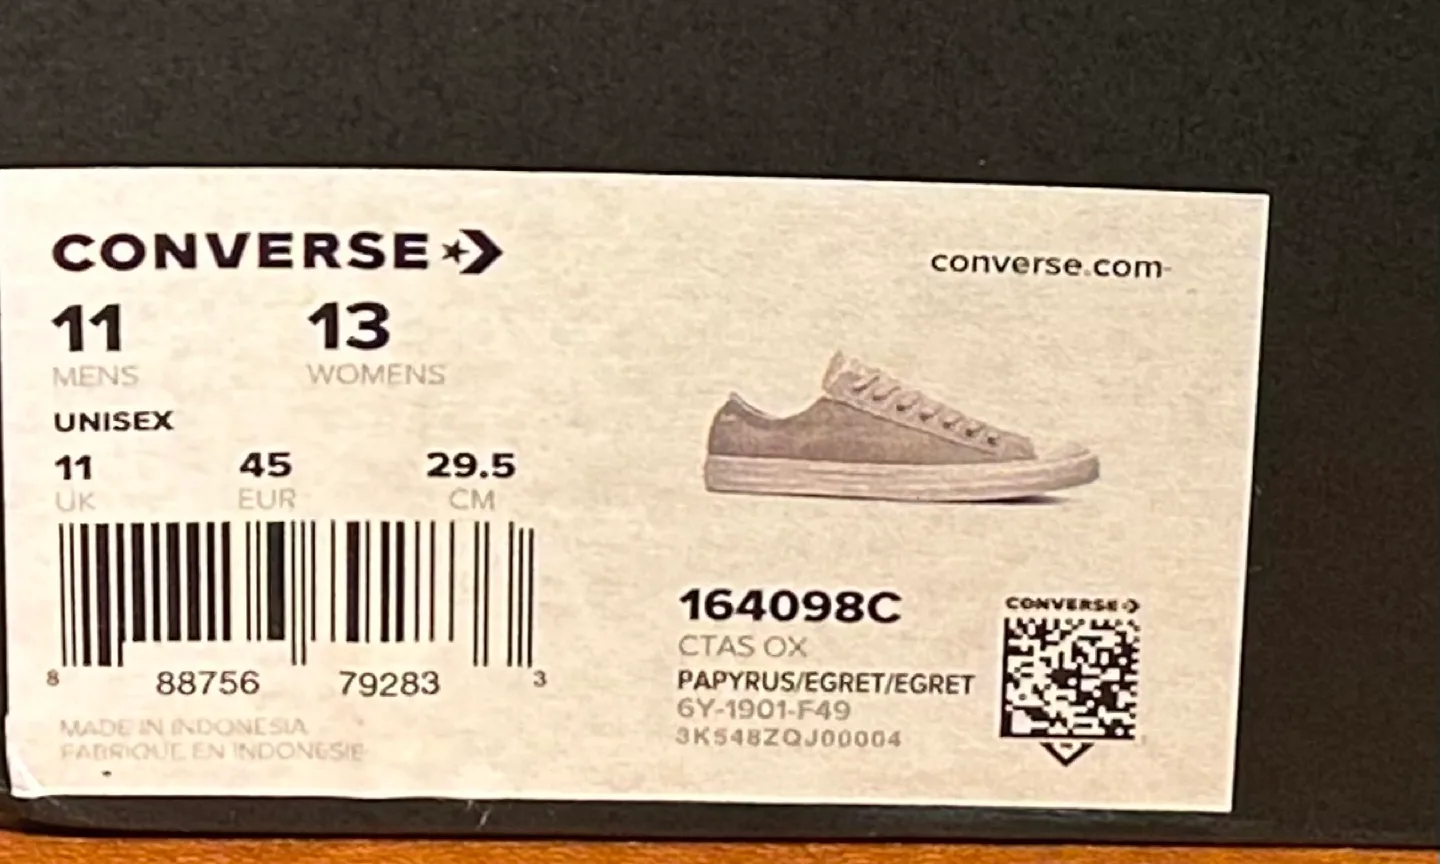 CONVERSE
converse.com
11 13
MENS WOMENS
UNISEX
11 45 29.5
UK EUR CM
8 88756 79283 3
MADE IN INDONESIA
FABRIQUE EN INDONESIE
164098C
CTAS OX
PAPYRUS/EGRET/EGRET
6Y-1901-F49
3K548ZQJ00004
CONVERSE